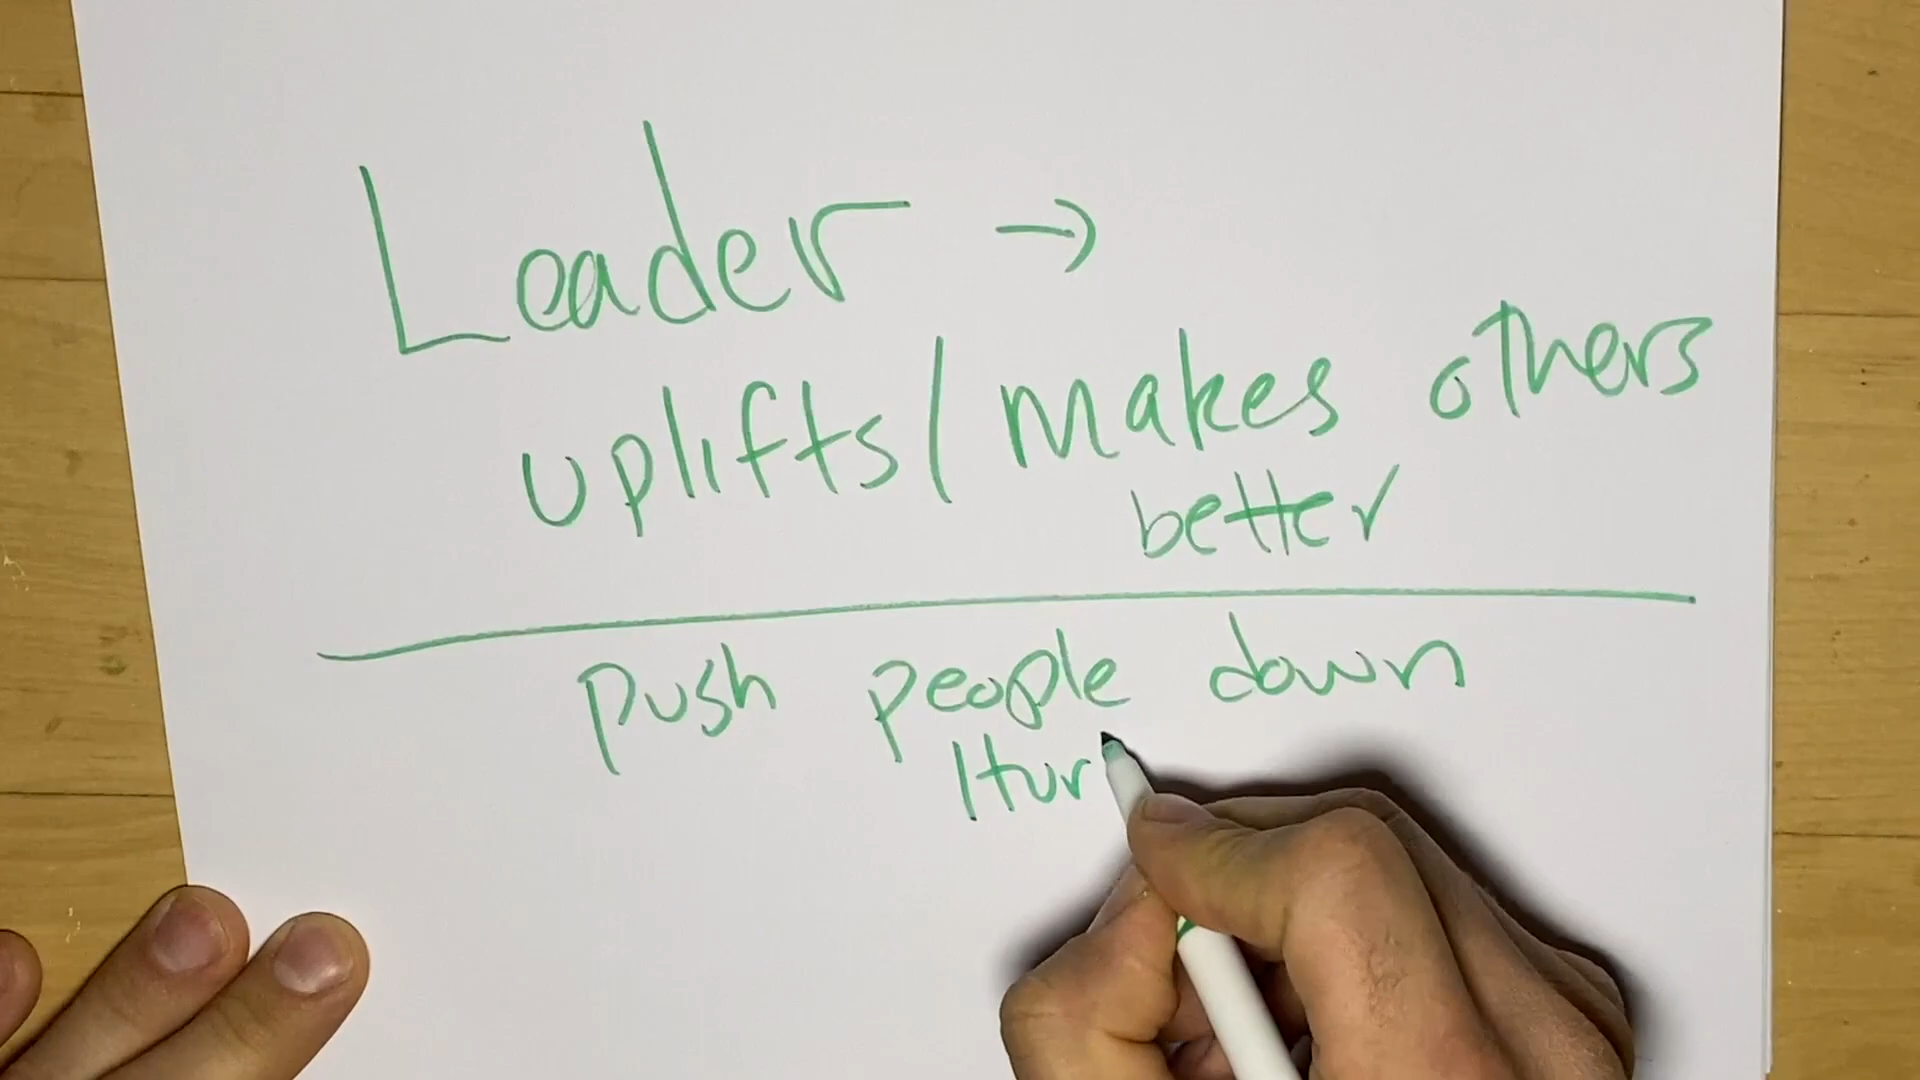 Leader →
uplifts/makes others
better
push people down
Hur